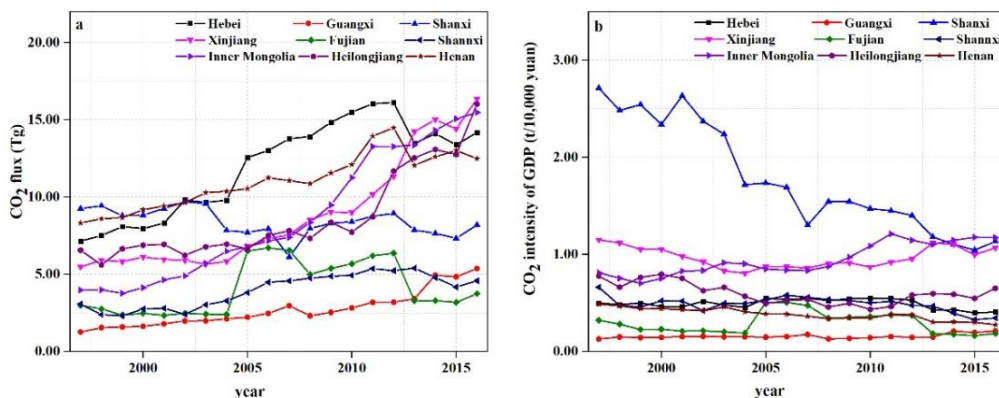 a
Hebei Guangxi Shanxi
Xinjiang Fujian Shannxi
Inner Mongolia Heilongjiang Henan
20.00
15.00
10.00
5.00
0.00
CO2 flux (Tg)
2000 2005 2010 2015
year
b
Hebei Guangxi Shanxi
Xinjiang Fujian Shannxi
Inner Mongolia Heilongjiang Henan
3.00
2.00
1.00
0.00
CO2 intensity of GDP (t/10,000 yuan)
2000 2005 2010 2015
year